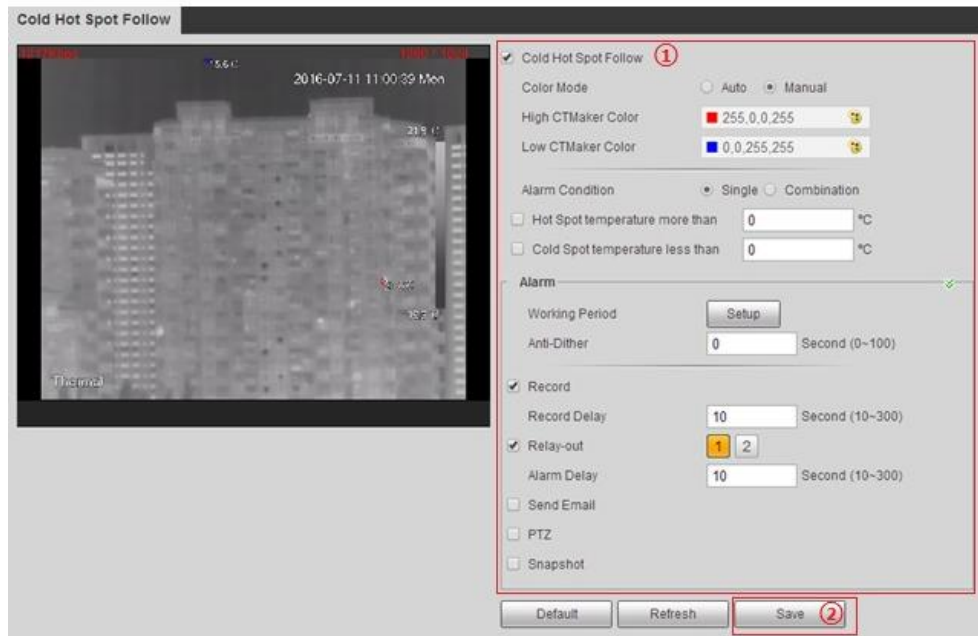 Cold Hot Spot Follow
2016-07-11 11:00:39 Mon
Thermal
Cold Hot Spot Follow ①
Color Mode Auto Manual
High CTMaker Color 255,0,0,255
Low CTMaker Color 0,0,255,255
Alarm Condition Single Combination
Hot Spot temperature more than 0 °C
Cold Spot temperature less than 0 °C
Alarm
Working Period Setup
Anti-Dither 0 Second (0~100)
Record
Record Delay 10 Second (10~300)
Relay-out 1 2
Alarm Delay 10 Second (10~300)
Send Email
PTZ
Snapshot
Default Refresh Save ②